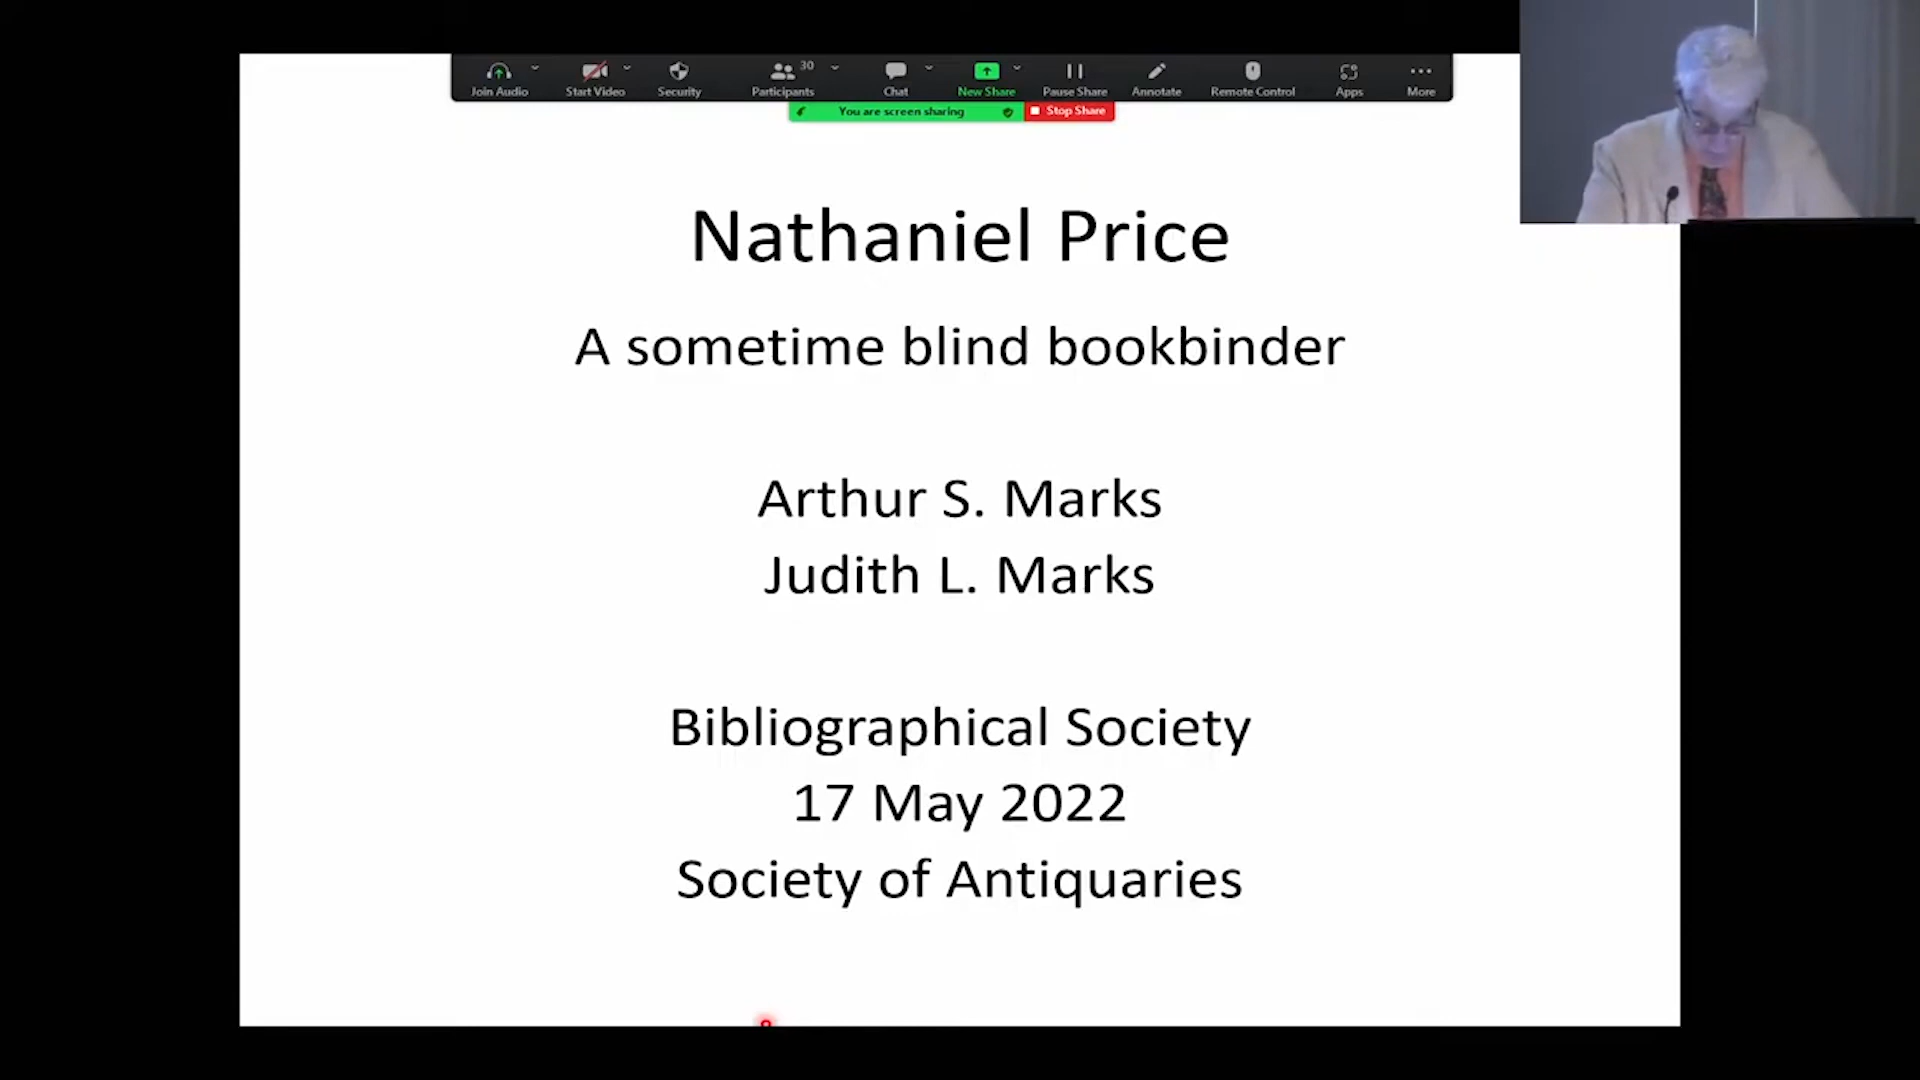 30
Join Audio
Start Video
Security
Participants
Chat
New Share
Pause Share
Annotate
Remote Control
Apps
More
You are screen sharing
Stop Share
Nathaniel Price
A sometime blind bookbinder
Arthur S. Marks
Judith L. Marks
Bibliographical Society
17 May 2022
Society of Antiquaries